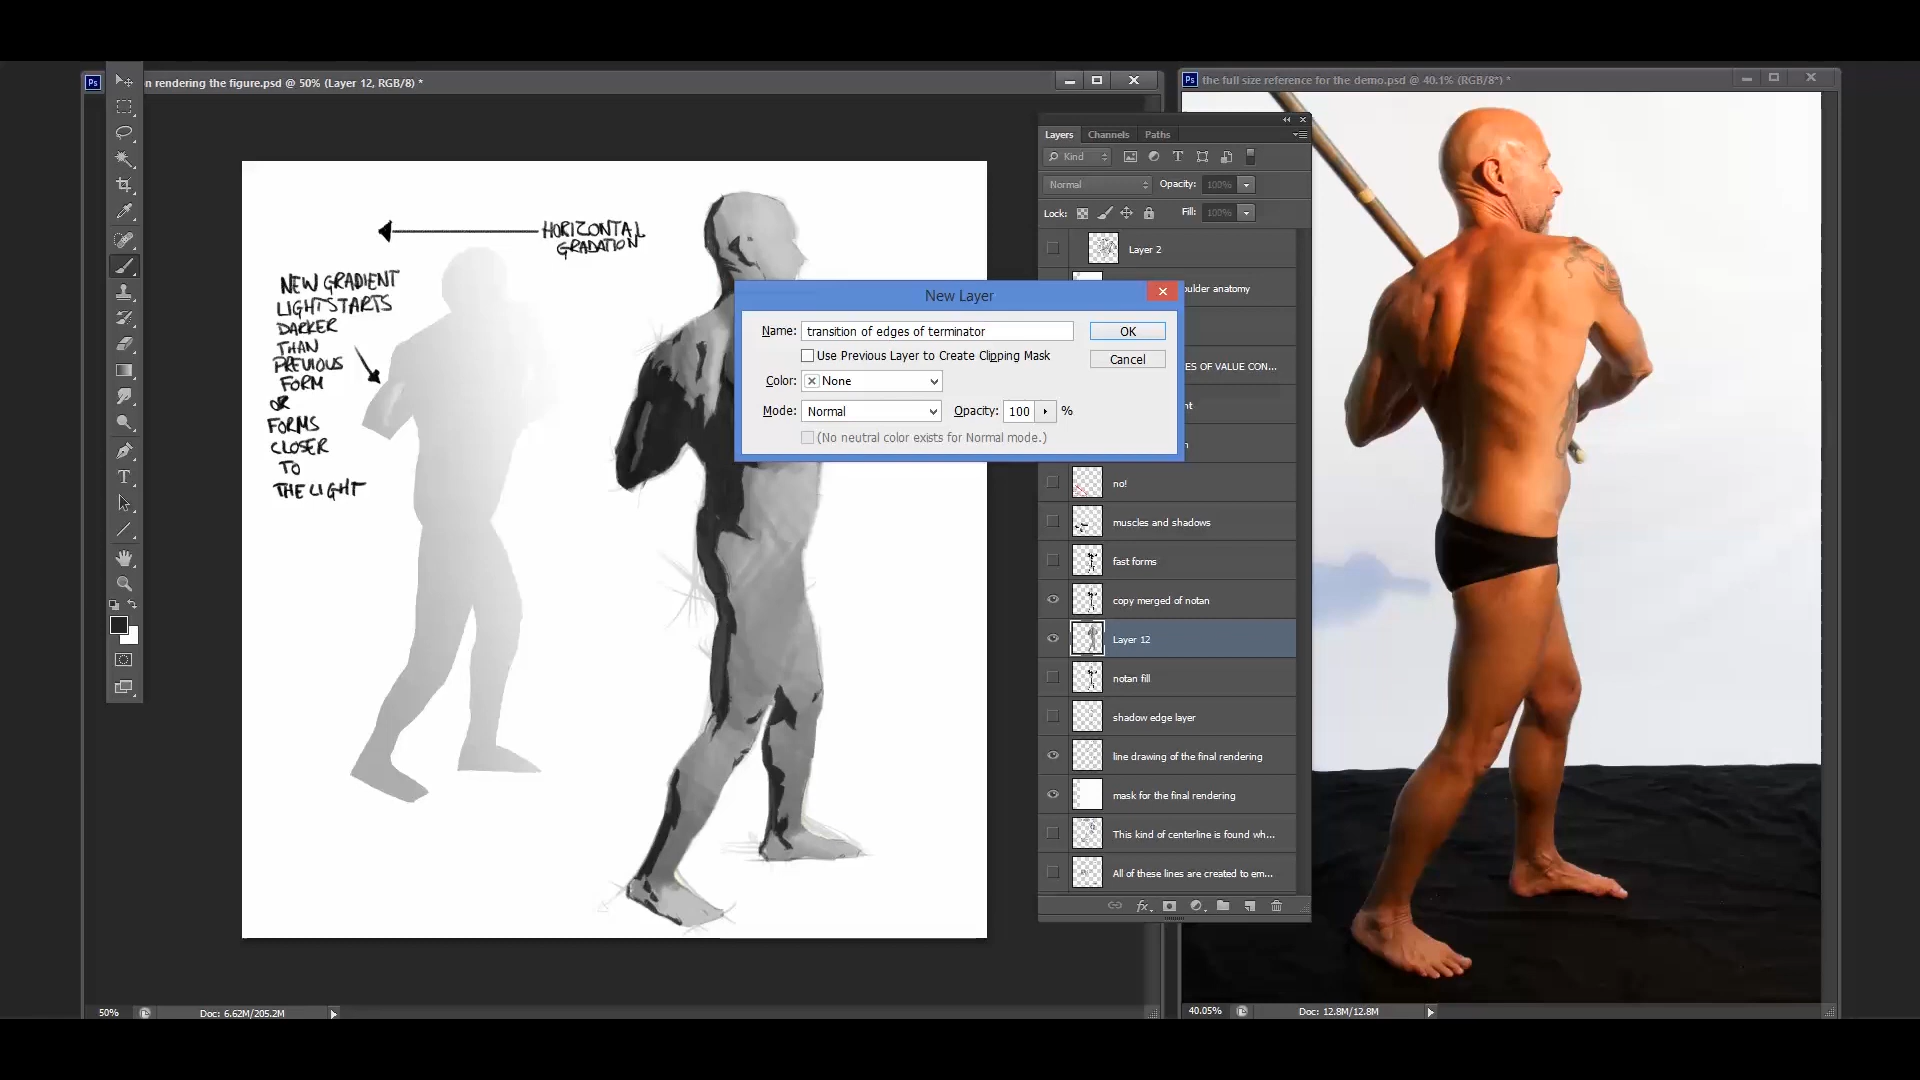 n rendering the figure.psd @ 50% (Layer 12, RGB/8) *
the full size reference for the demo.psd @ 40.1% (RGB/8*) *
HORIZONTAL
GRADATION
NEW GRADIENT
LIGHT STARTS
DARKER
THAN
PREVIOUS
FORM
OR
FORMS
CLOSER
TO
THE LIGHT
New Layer
Name: transition of edges of terminator
OK
Use Previous Layer to Create Clipping Mask
Cancel
Color: None
Mode: Normal Opacity: 100 %
(No neutral color exists for Normal mode.)
Layers Channels Paths
Kind
Normal Opacity: 100%
Lock: Fill: 100%
Layer 2
oulder anatomy
ES OF VALUE CON...
nt
n
no!
muscles and shadows
fast forms
copy merged of notan
Layer 12
notan fill
shadow edge layer
line drawing of the final rendering
mask for the final rendering
This kind of centerline is found wh...
All of these lines are created to em...
fx
50% Doc: 6.62M/205.2M
40.05% Doc: 12.8M/12.8M
Ps
Ps